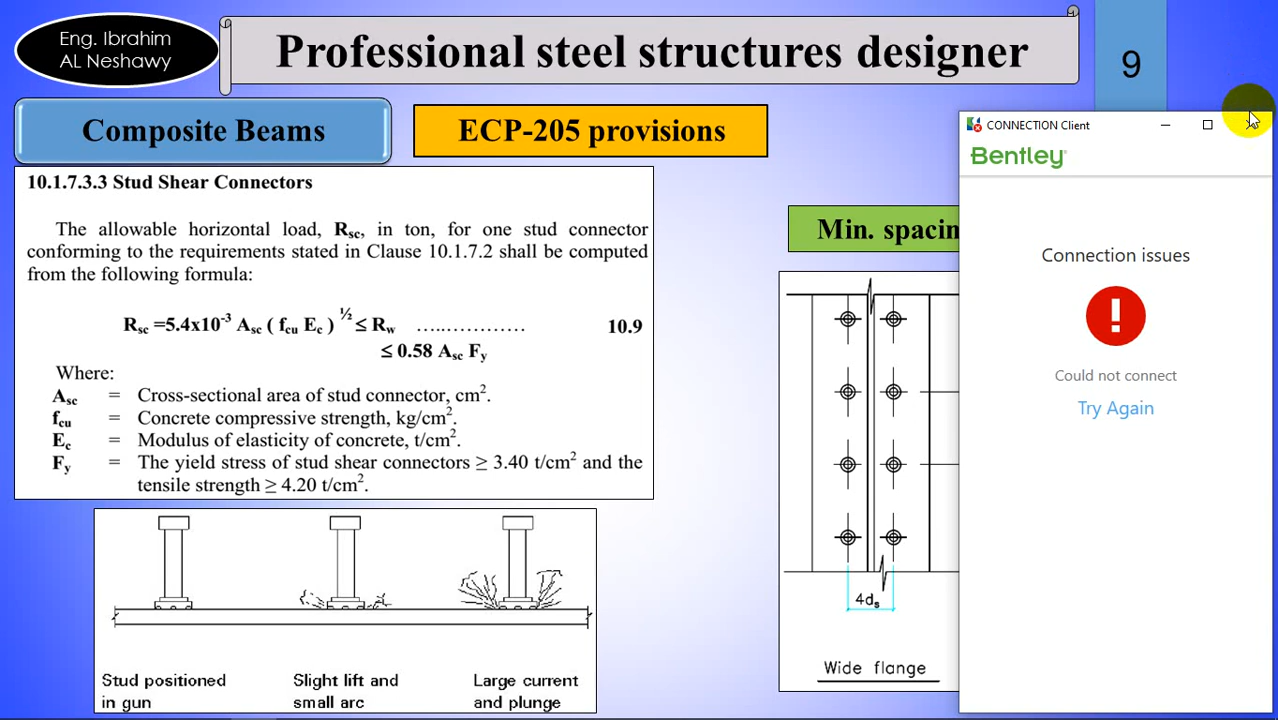 Eng. Ibrahim
AL Neshawy
Professional steel structures designer
9
Composite Beams
ECP-205 provisions
10.1.7.3.3 Stud Shear Connectors
The allowable horizontal load, Rsc, in ton, for one stud connector
conforming to the requirements stated in Clause 10.1.7.2 shall be computed
from the following formula:
Rsc =5.4x10⁻³ Asc ( fcu Ec ) ^½ ≤ Rw ................. 10.9
≤ 0.58 Asc Fy
Where:
Asc = Cross-sectional area of stud connector, cm².
fcu = Concrete compressive strength, kg/cm².
Ec = Modulus of elasticity of concrete, t/cm².
Fy = The yield stress of stud shear connectors ≥ 3.40 t/cm² and the
tensile strength ≥ 4.20 t/cm².
Stud positioned
in gun
Slight lift and
small arc
Large current
and plunge
Min.
4ds
Wide flange
CONNECTION Client
Bentley
Connection issues
!
Could not connect
Try Again